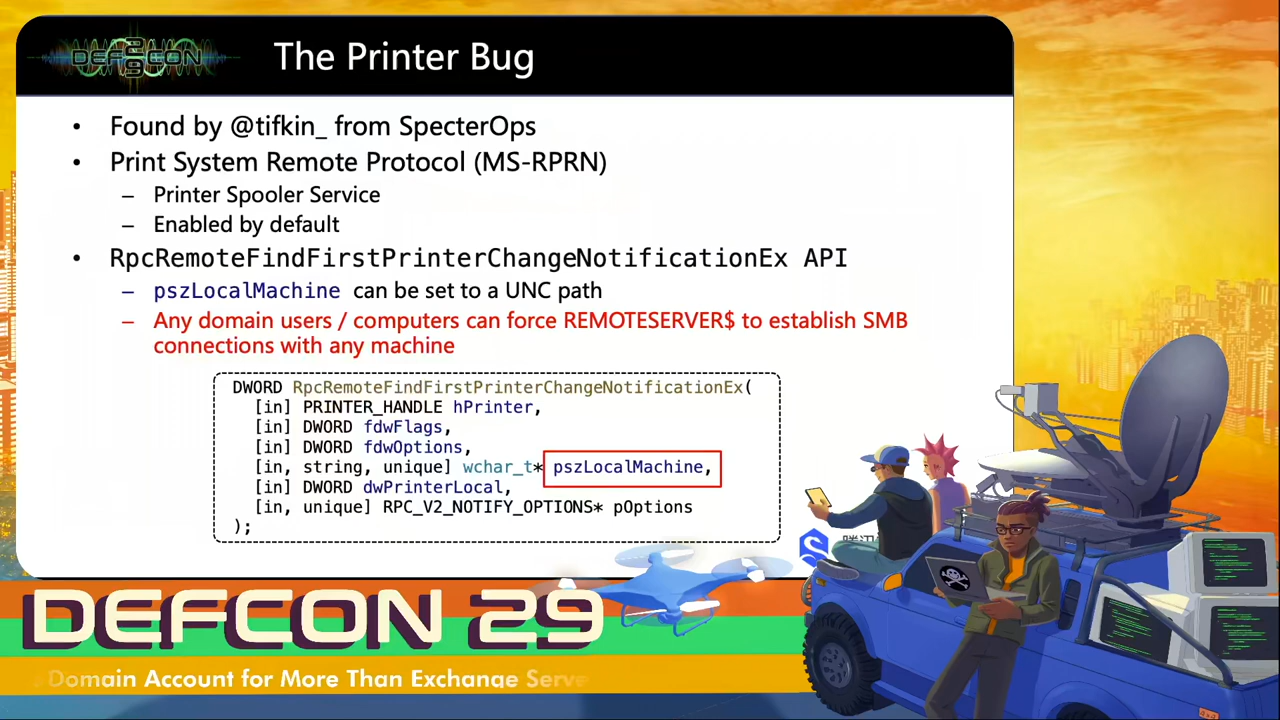 DEFCON
29
The Printer Bug
• Found by @tifkin_ from SpecterOps
• Print System Remote Protocol (MS-RPRN)
– Printer Spooler Service
– Enabled by default
• RpcRemoteFindFirstPrinterChangeNotificationEx API
– pszLocalMachine can be set to a UNC path
– Any domain users / computers can force REMOTESERVER$ to establish SMB
connections with any machine
DWORD RpcRemoteFindFirstPrinterChangeNotificationEx(
[in] PRINTER_HANDLE hPrinter,
[in] DWORD fdwFlags,
[in] DWORD fdwOptions,
[in, string, unique] wchar_t* pszLocalMachine,
[in] DWORD dwPrinterLocal,
[in, unique] RPC_V2_NOTIFY_OPTIONS* pOptions
);
DEFCON 29
Domain Account for More Than Exchange Serve